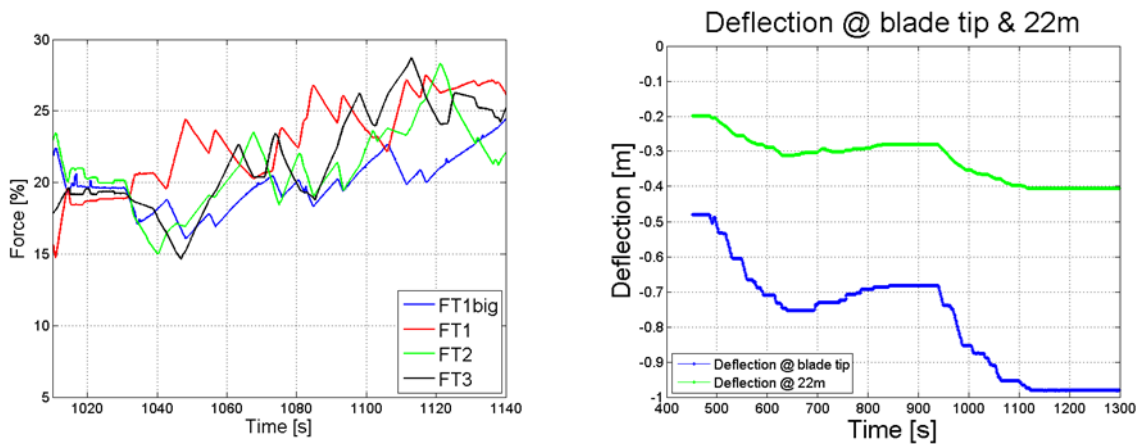 30
25
20
15
10
5
Force [%]
1020 1040 1060 1080 1100 1120 1140
Time [s]
FT1big
FT1
FT2
FT3
Deflection @ blade tip & 22m
0
-0.1
-0.2
-0.3
-0.4
-0.5
-0.6
-0.7
-0.8
-0.9
-1
Deflection [m]
Deflection @ blade tip
Deflection @ 22m
400 500 600 700 800 900 1000 1100 1200 1300
Time [s]